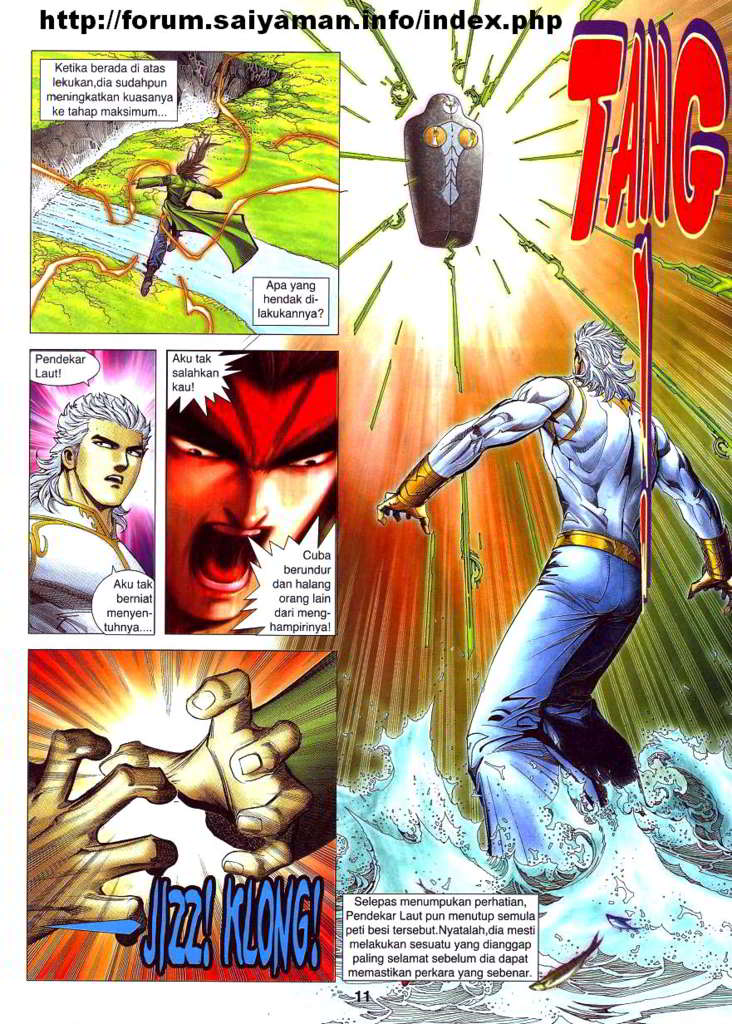 http://forum.saiyaman.info/index.php
Ketika berada di atas
lekukan,dia sudahpun
meningkatkan kuasanya
ke tahap maksimum...
Apa yang
hendak di-
lakukannya?
TANG
Pendekar
Laut!
Aku tak
berniat
menyen-
tuhnya....
Aku tak
salahkan
kau!
Cuba
berundur
dan halang
orang lain
dari meng-
hampirinya!
JIZZ! KLONG!
Selepas menumpukan perhatian,
Pendekar Laut pun menutup semula
peti besi tersebut.Nyatalah,dia mesti
melakukan sesuatu yang dianggap
paling selamat sebelum dia dapat
memastikan perkara yang sebenar.
11